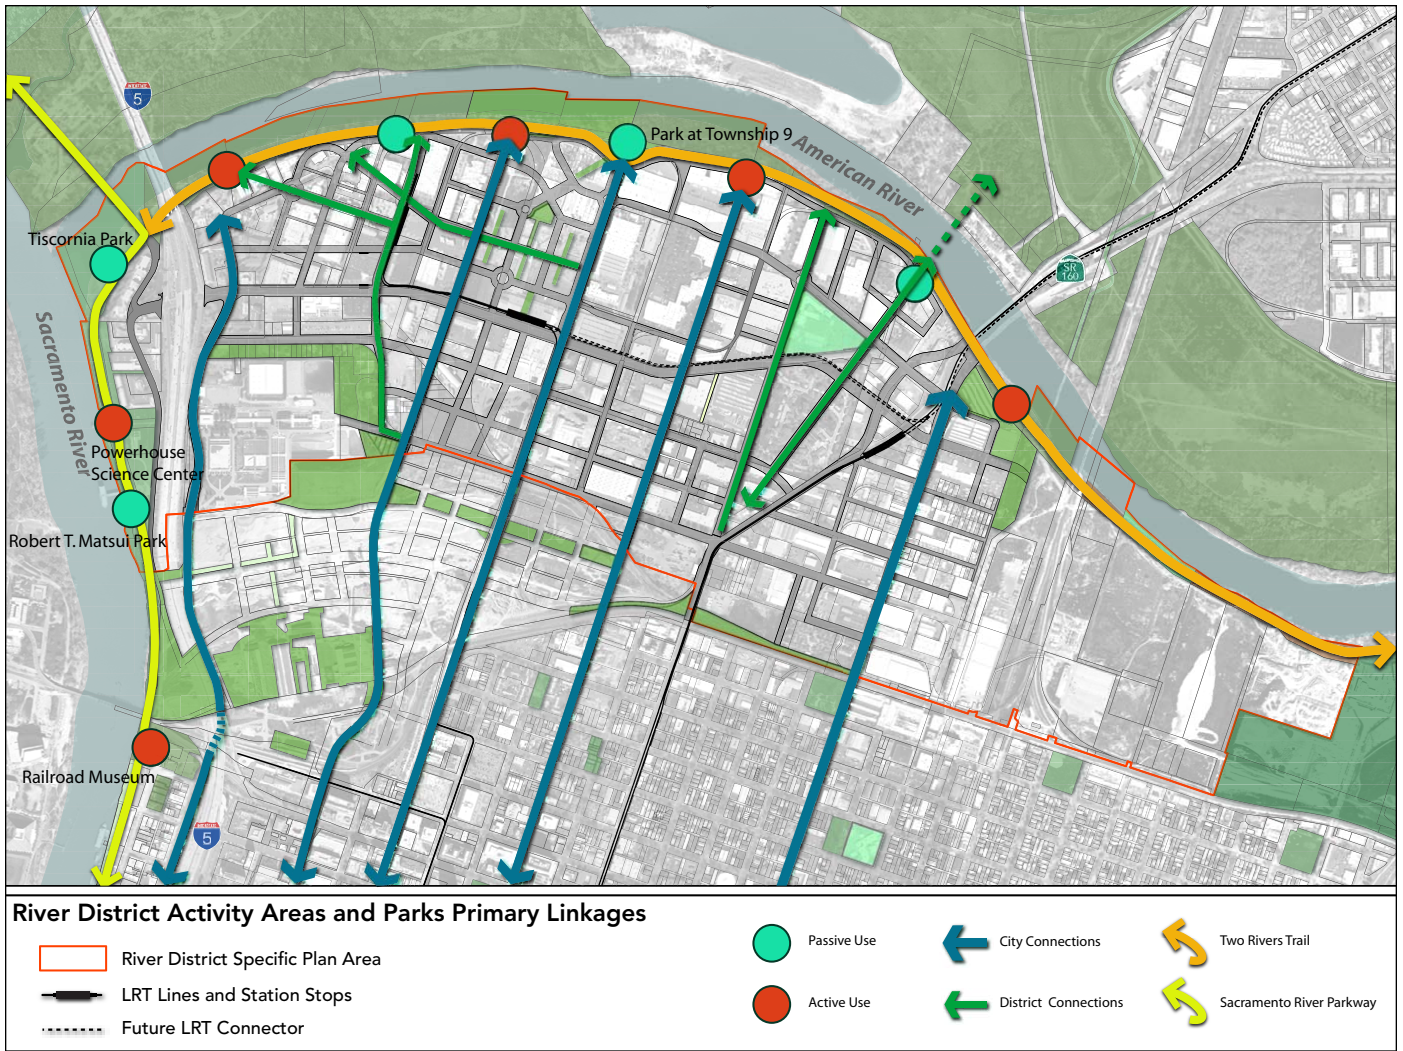 INTERSTATE
5
Park at Township 9
American River
Tiscornia Park
SR
160
Sacramento River
Powerhouse
Science Center
Robert T. Matsui Park
Railroad Museum
5
River District Activity Areas and Parks Primary Linkages
River District Specific Plan Area
LRT Lines and Station Stops
Future LRT Connector
Passive Use
Active Use
City Connections
District Connections
Two Rivers Trail
Sacramento River Parkway